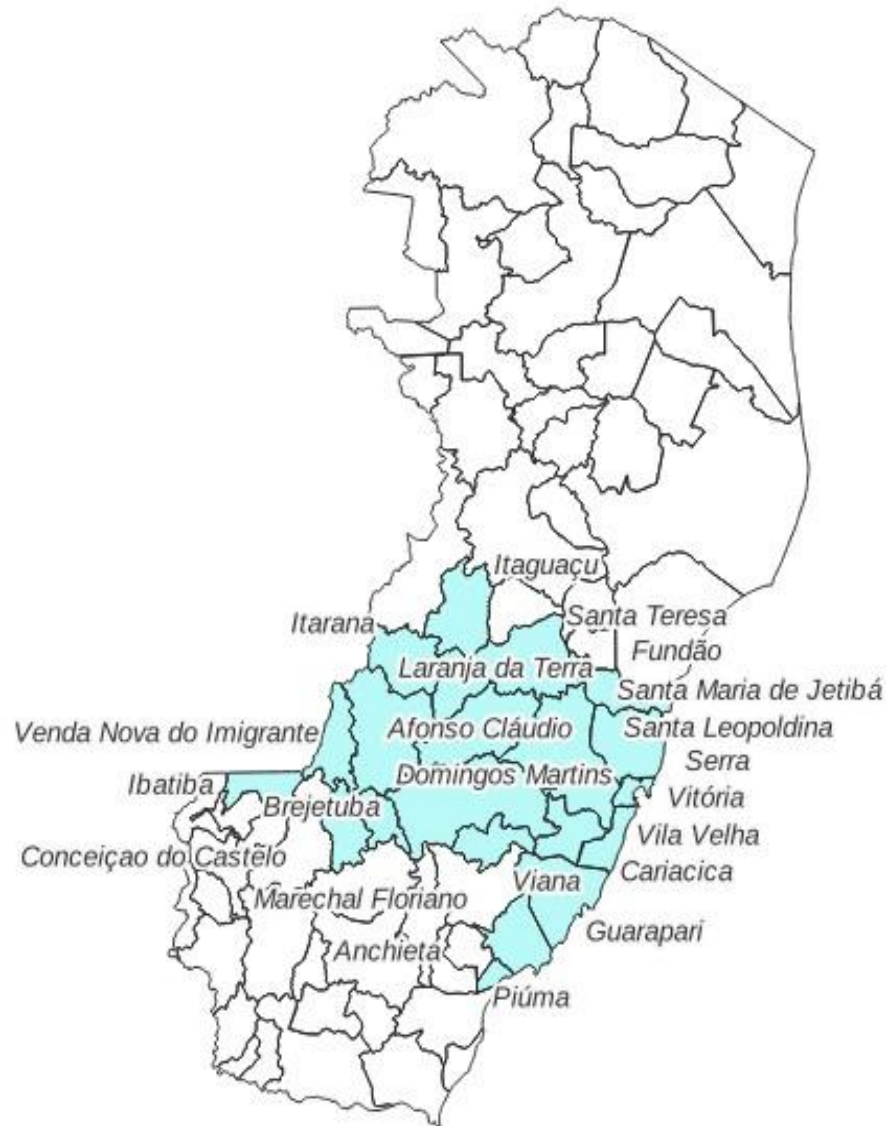 Itaguaçu
Itarana
Santa Teresa
Fundão
Laranja da Terra
Santa Maria de Jetibá
Venda Nova do Imigrante
Afonso Cláudio
Santa Leopoldina
Serra
Ibatiba
Domingos Martins
Vitória
Brejetuba
Vila Velha
Conceiçao do Castelo
Cariacica
Marechal Floriano
Viana
Guarapari
Anchieta
Piúma